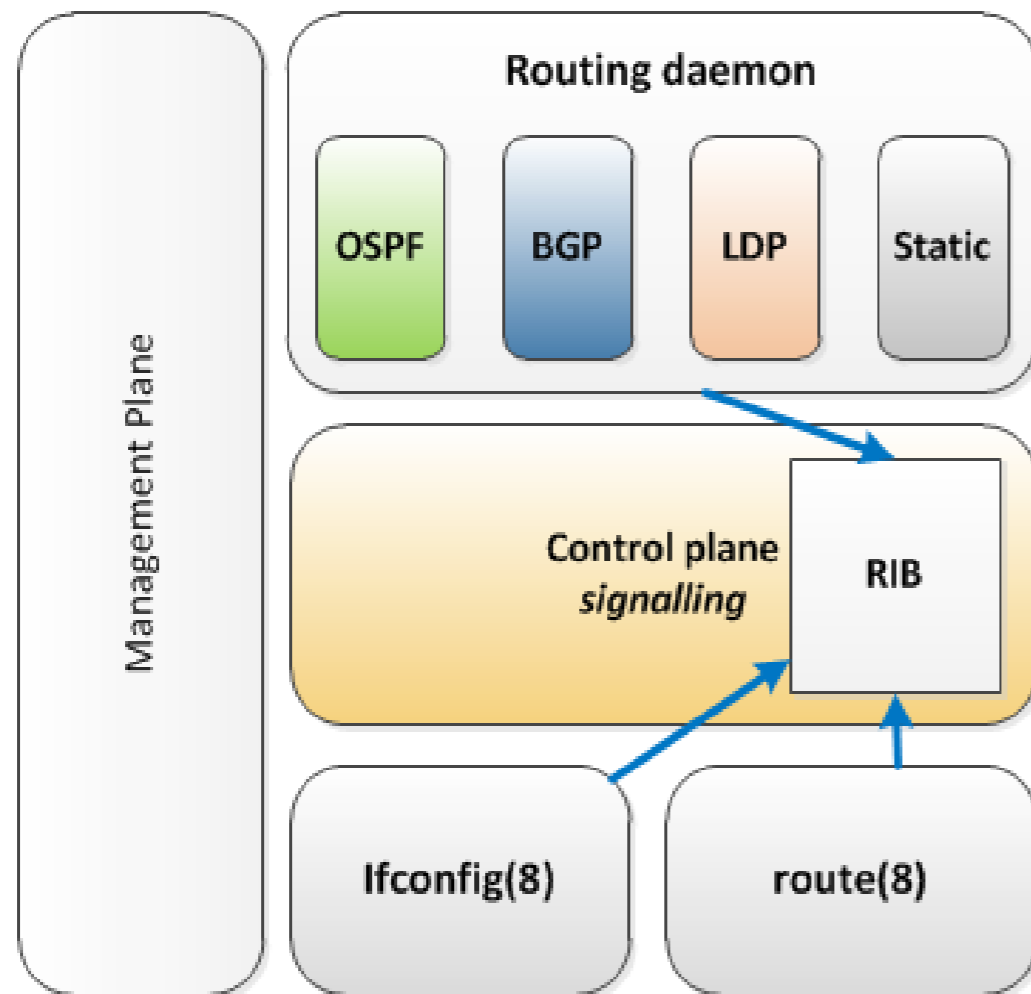 Management Plane
Routing daemon
OSPF
BGP
LDP
Static
Control plane
signalling
RIB
Ifconfig(8)
route(8)